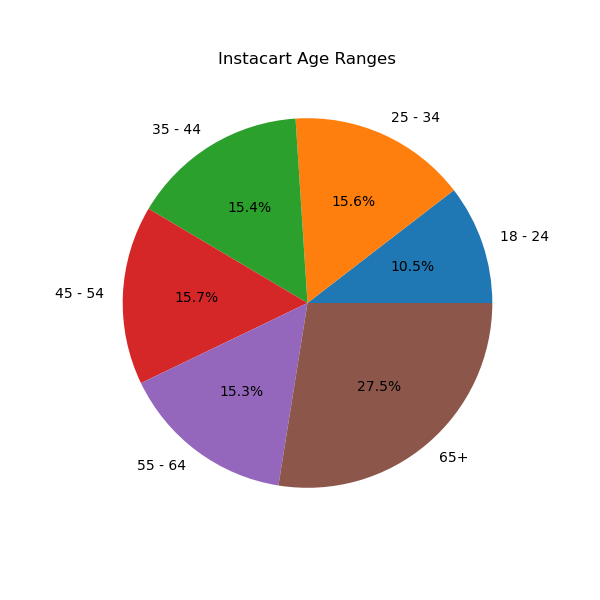 Instacart Age Ranges
18 - 24
10.5%
25 - 34
15.6%
35 - 44
15.4%
45 - 54
15.7%
55 - 64
15.3%
65+
27.5%